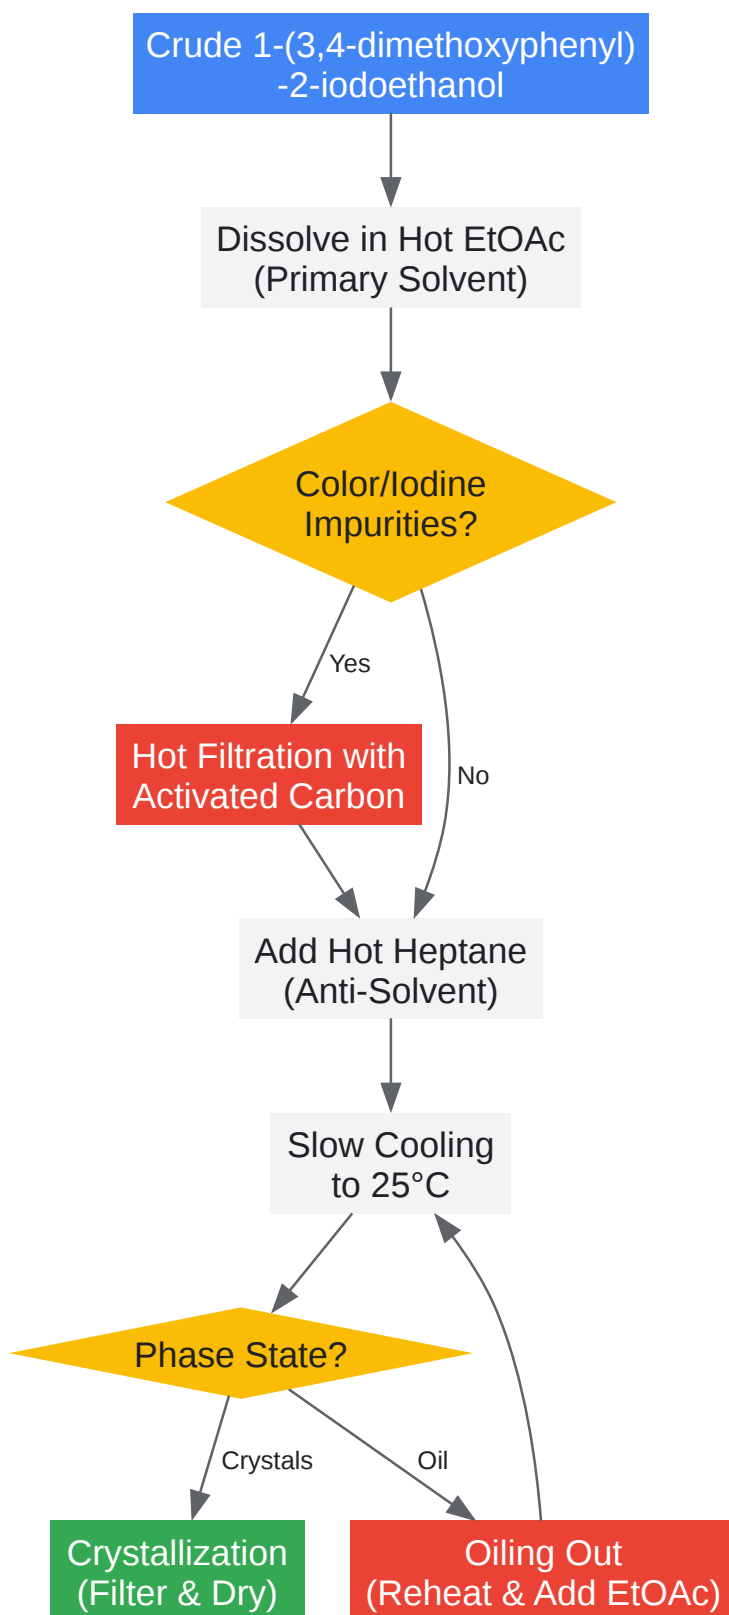 Crude 1-(3,4-dimethoxyphenyl)
-2-iodoethanol
Dissolve in Hot EtOAc
(Primary Solvent)
Color/Iodine
Impurities?
Yes
No
Hot Filtration with
Activated Carbon
Add Hot Heptane
(Anti-Solvent)
Slow Cooling
to 25°C
Phase State?
Crystals
Oil
Crystallization
(Filter & Dry)
Oiling Out
(Reheat & Add EtOAc)